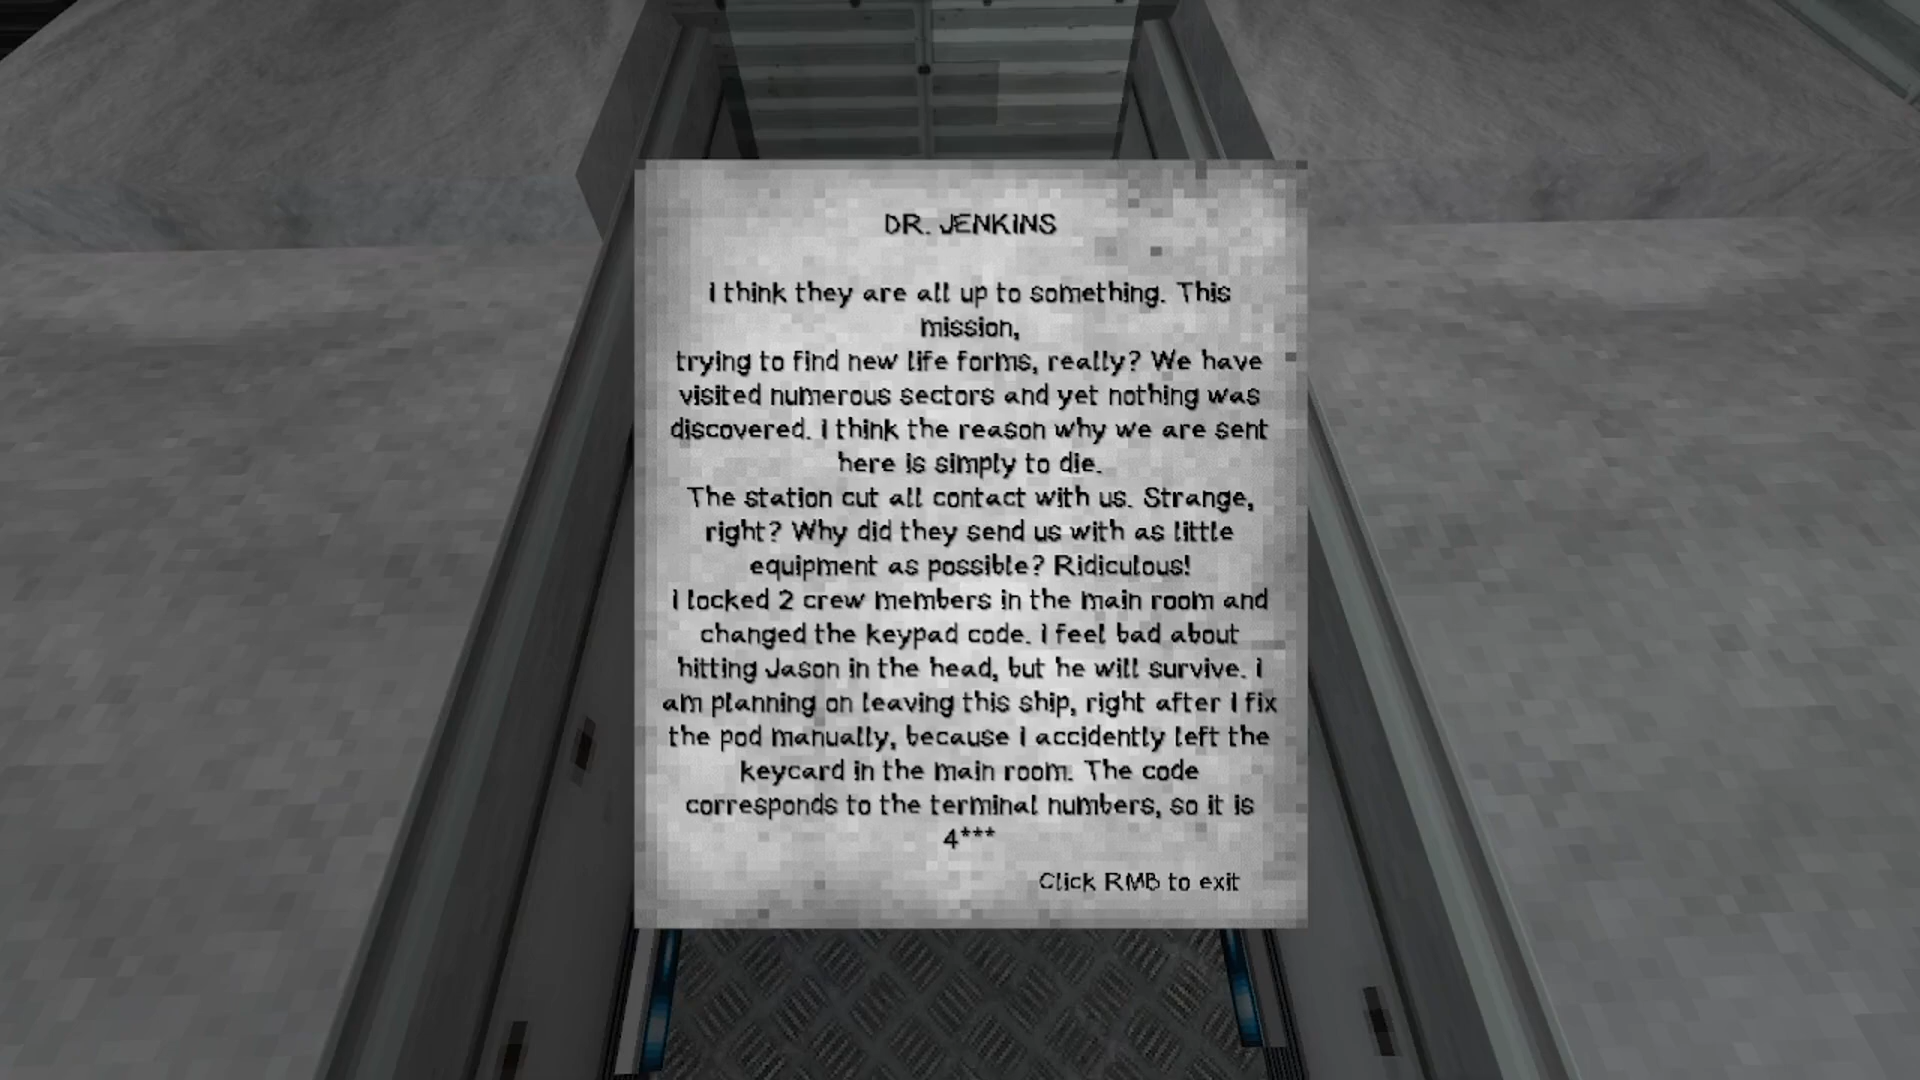 DR. JENKINS
I think they are all up to something. This
mission,
trying to find new life forms, really? We have
visited numerous sectors and yet nothing was
discovered. I think the reason why we are sent
here is simply to die.
The station cut all contact with us. Strange,
right? Why did they send us with as little
equipment as possible? Ridiculous!
I locked 2 crew members in the main room and
changed the keypad code. I feel bad about
hitting Jason in the head, but he will survive. I
am planning on leaving this ship, right after I fix
the pod manually, because I accidently left the
keycard in the main room. The code
corresponds to the terminal numbers, so it is
4***
Click RMB to exit